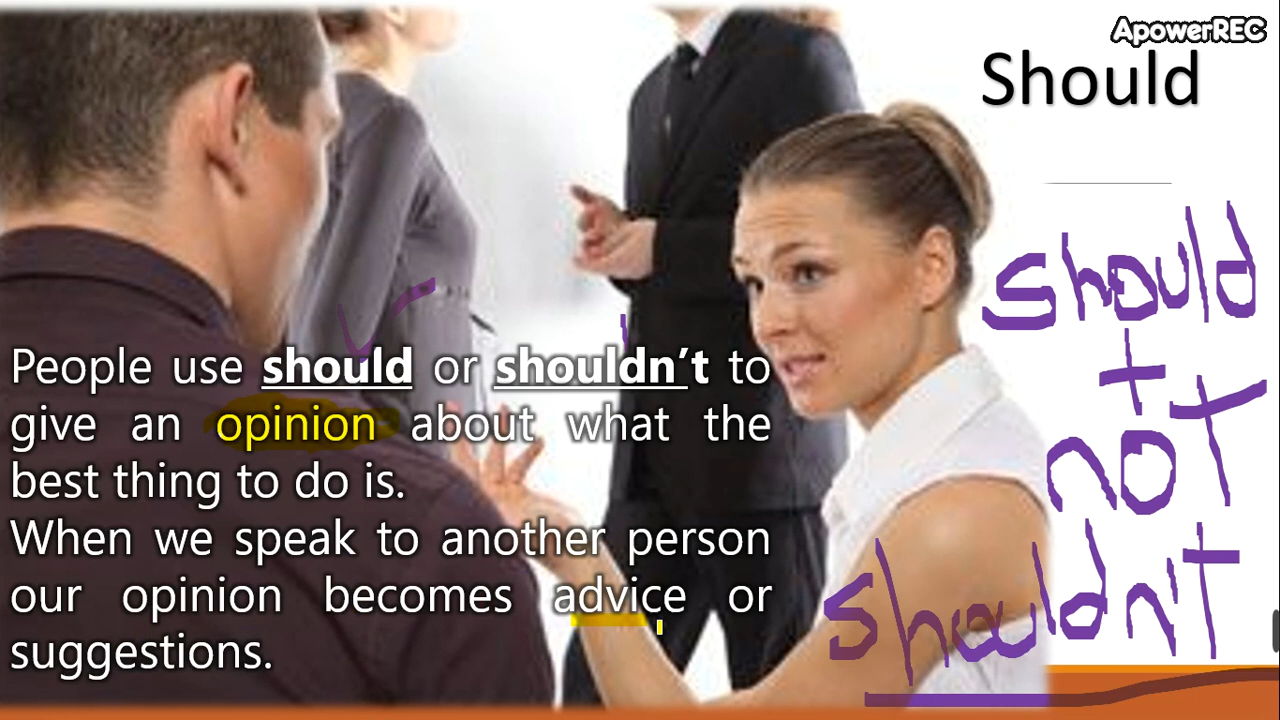 ApowerREC
Should
People use should or shouldn't to
give an opinion about what the
best thing to do is.
When we speak to another person
our opinion becomes advice or
suggestions.
should
+
not
shouldn't